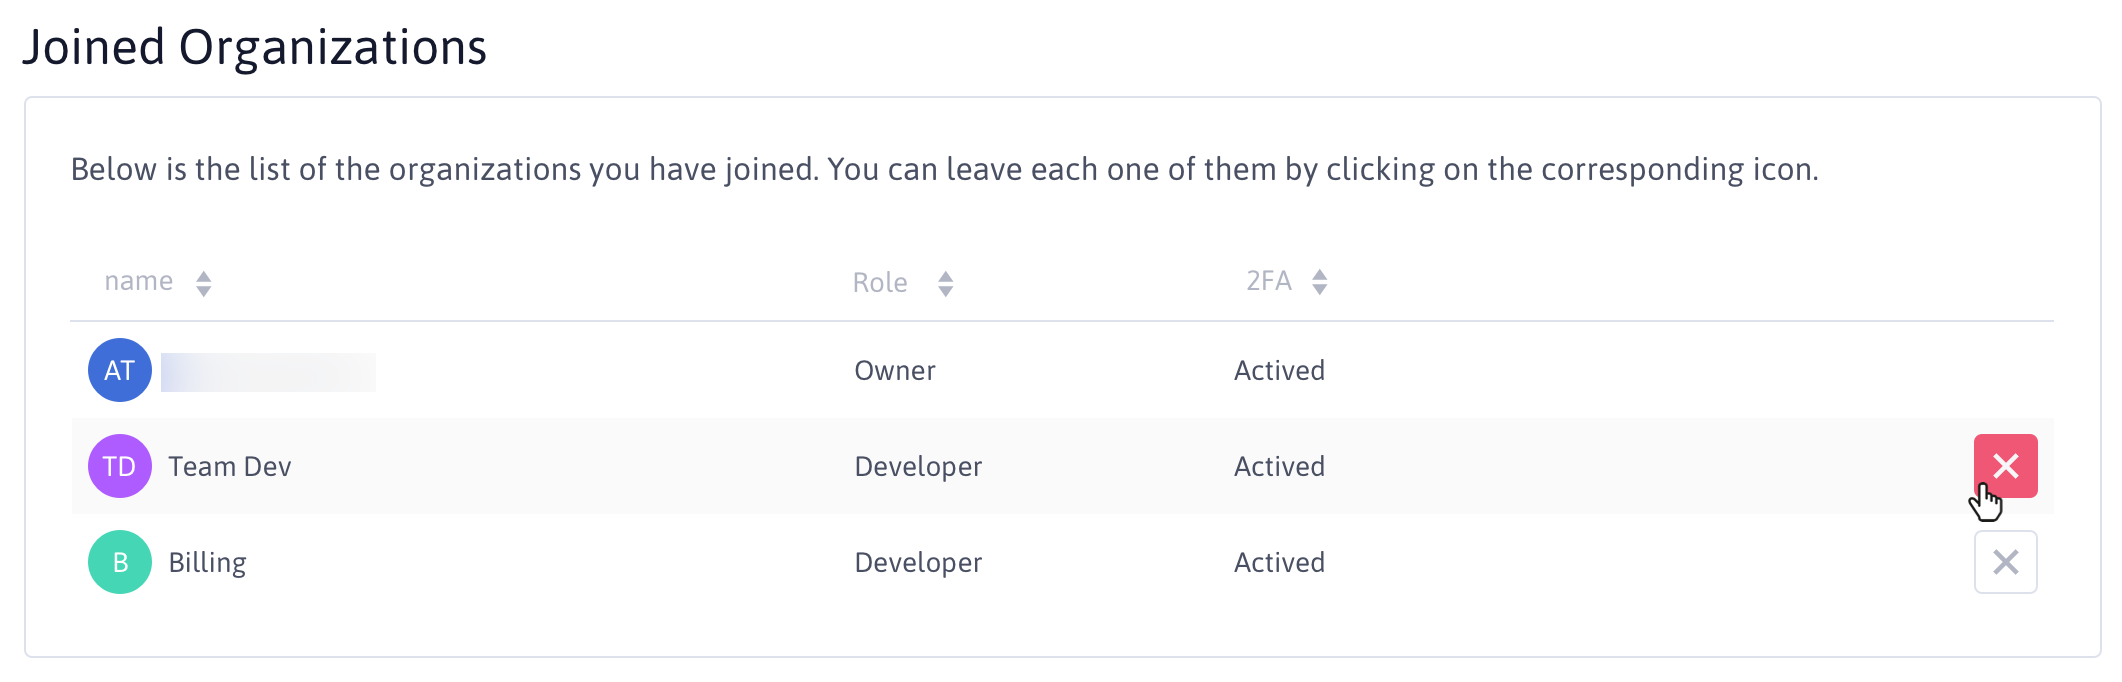 Joined Organizations
Below is the list of the organizations you have joined. You can leave each one of them by clicking on the corresponding icon.
name Role 2FA
AT Owner Actived
TD Team Dev Developer Actived
B Billing Developer Actived